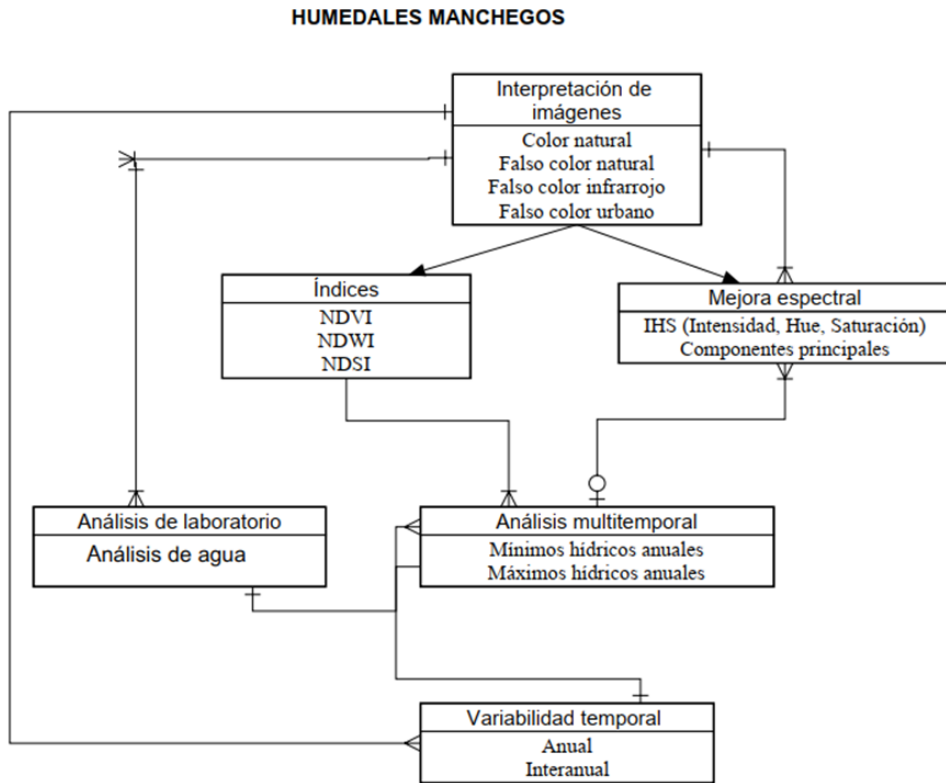 HUMEDALES MANCHEGOS
Interpretación de
imágenes
Color natural
Falso color natural
Falso color infrarrojo
Falso color urbano
Índices
NDVI
NDWI
NDSI
Mejora espectral
IHS (Intensidad, Hue, Saturación)
Componentes principales
Análisis de laboratorio
Análisis de agua
Análisis multitemporal
Mínimos hídricos anuales
Máximos hídricos anuales
Variabilidad temporal
Anual
Interanual